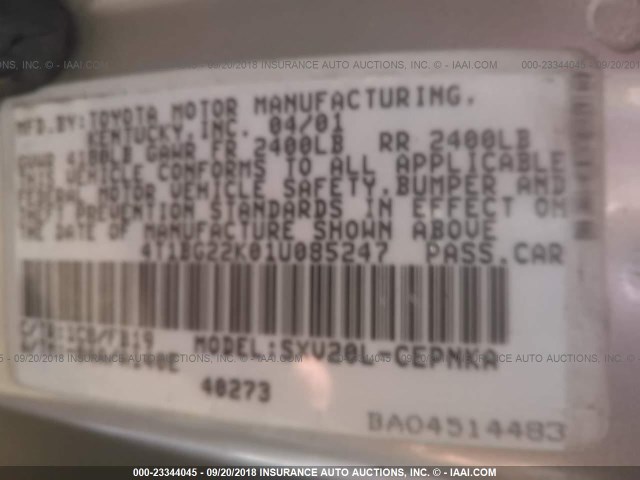 000-23344045 - 09/20/2018 INSURANCE AUTO AUCTIONS, INC. - © IAAI.COM
MFD.BY:TOYOTA MOTOR MANUFACTURING,
KENTUCKY,INC. 04/01
GVWR 4180LB GAWR FR 2400LB RR 2400LB
THIS VEHICLE CONFORMS TO ALL APPLICABLE
FEDERAL MOTOR VEHICLE SAFETY,BUMPER AND
THEFT PREVENTION STANDARDS IN EFFECT ON
THE DATE OF MANUFACTURE SHOWN ABOVE
4T1BG22K01U085247 PASS.CAR
C/TR:1C8/FB19 MODEL:SXV20L-CEPNKA
40273
BA04514483
000-23344045 - 09/20/2018 INSURANCE AUTO AUCTIONS, INC. - © IAAI.COM